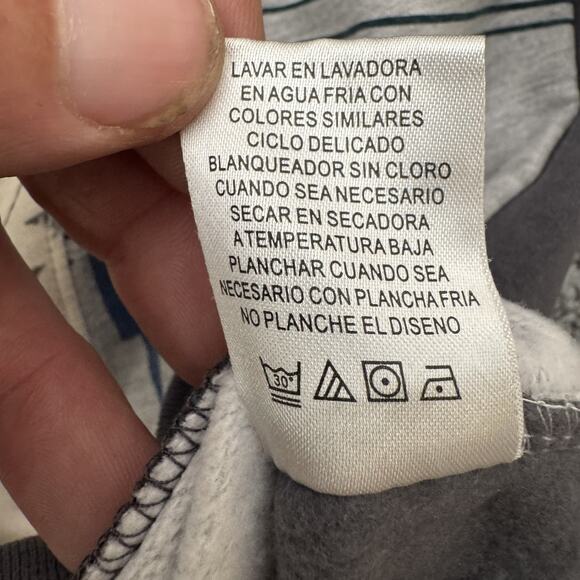 LAVAR EN LAVADORA
EN AGUA FRIA CON
COLORES SIMILARES
CICLO DELICADO
BLANQUEADOR SIN CLORO
CUANDO SEA NECESARIO
SECAR EN SECADORA
A TEMPERATURA BAJA
PLANCHAR CUANDO SEA
NECESARIO CON PLANCHA FRIA
NO PLANCHE EL DISENO
30°